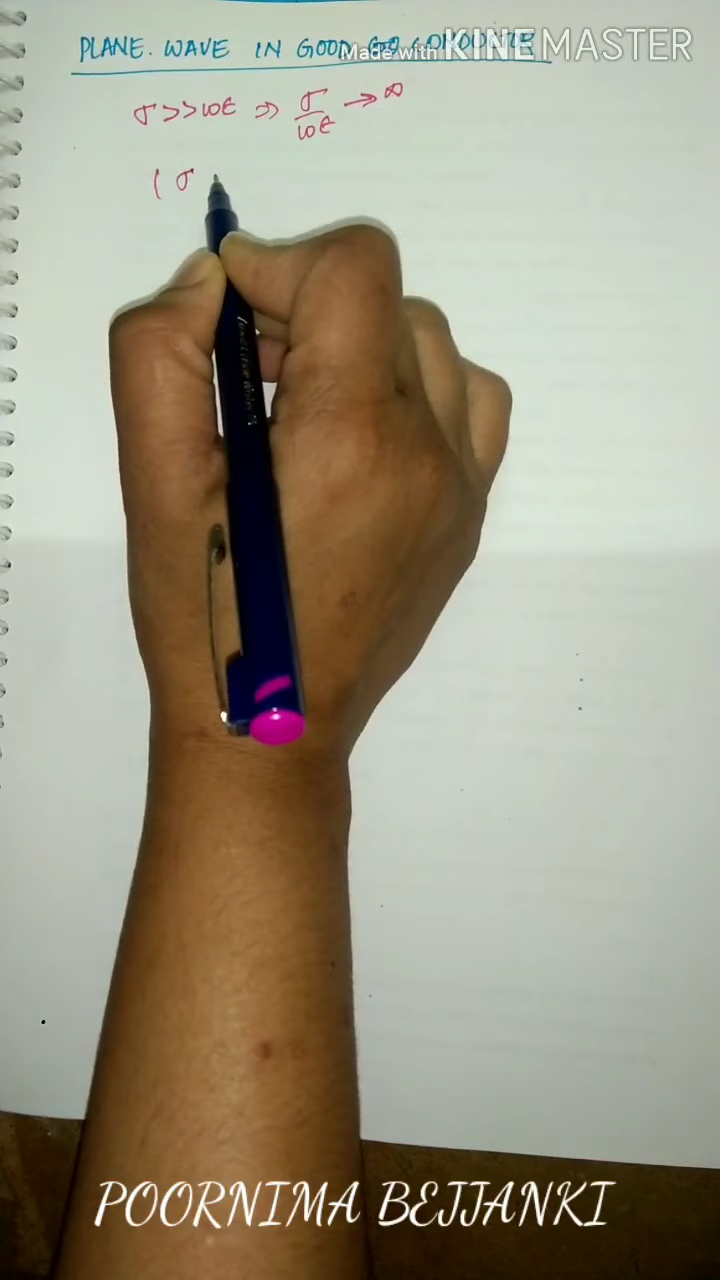 PLANE. WAVE IN GOOD
Made with KINEMASTER
σ >> ωε ⇒ σ/ωε → ∞
( σ
POORNIMA BEJJANKI